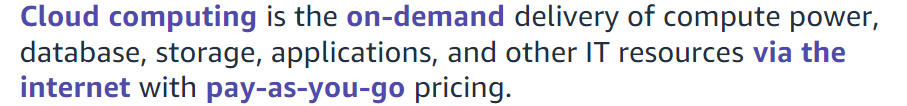 Cloud computing is the on-demand delivery of compute power,
database, storage, applications, and other IT resources via the
internet with pay-as-you-go pricing.